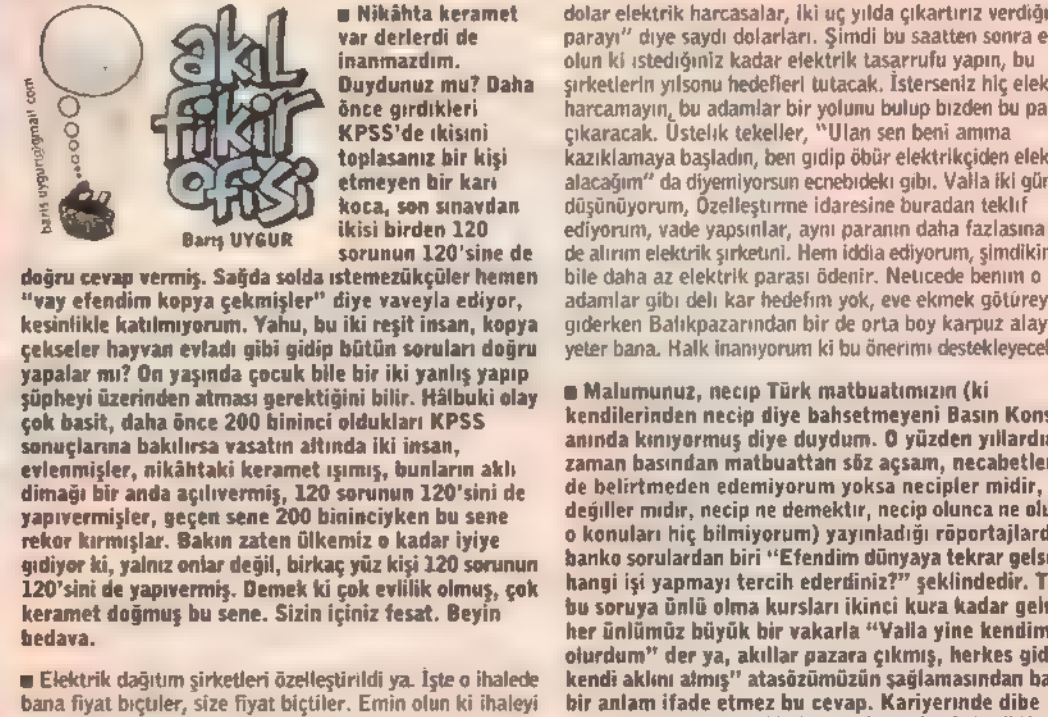 baris uygur@gmail com
akıl
fikir
ofisi
Barış UYGUR
■ Nikâhta keramet
var derlerdi de
inanmazdım.
Duydunuz mu? Daha
önce girdikleri
KPSS'de ikisini
toplasanız bir kişi
etmeyen bir karı
koca, son sınavdan
ikisi birden 120
sorunun 120'sine de
doğru cevap vermiş. Sağda solda istemezükçüler hemen
"vay efendim kopya çekmişler" diye vaveyla ediyor,
kesinlikle katılmıyorum. Yahu, bu iki reşit insan, kopya
çekseler hayvan evladı gibi gidip bütün soruları doğru
yapalar mı? On yaşında çocuk bile bir iki yanlış yapıp
şüpheyi üzerinden atması gerektiğini bilir. Hâlbuki olay
çok basit, daha önce 200 bininci oldukları KPSS
sonuçlarına bakılırsa vasatın altında iki insan,
evlenmişler, nikâhtaki keramet ışımış, bunların aklı
dimağı bir anda açılıvermiş, 120 sorunun 120'sini de
yapıvermişler, geçen sene 200 bininciyken bu sene
rekor kırmışlar. Bakın zaten ülkemiz o kadar iyiye
gidiyor ki, yalnız onlar değil, birkaç yüz kişi 120 sorunun
120'sini de yapıvermiş. Demek ki çok evlilik olmuş, çok
keramet doğmuş bu sene. Sizin içiniz fesat. Beyin
bedava.
■ Elektrik dağıtım şirketleri özelleştirildi ya. İşte o ihalede
bana fiyat biçtiler, size fiyat biçtiler. Emin olun ki ihaleyi
dolar elektrik harcasalar, iki uç yılda çıkartırız verdiği
parayı" diye saydı dolarları. Şimdi bu saatten sonra e
olun ki istediğiniz kadar elektrik tasarrufu yapın, bu
şirketlerin yılsonu hedefleri tutacak. İsterseniz hiç elek
harcamayın, bu adamlar bir yolunu bulup bizden bu pa
çıkaracak. Üstelik tekeller, "Ulan sen beni amma
kazıklamaya başladın, ben gidip öbür elektrikçiden elek
alacağım" da diyemiyorsun ecnebideki gibi. Valla iki gün
düşünüyorum, Özelleştirme idaresine buradan teklif
ediyorum, vade yapsınlar, aynı paranın daha fazlasına
de alırım elektrik şirketini. Hem iddia ediyorum, şimdikin
bile daha az elektrik parası ödenir. Neticede benim o
adamlar gibi deli kar hedefim yok, eve ekmek götürey
giderken Balıkpazarından bir de orta boy karpuz alay
yeter bana. Halk inanıyorum ki bu önerimi destekleyecek
■ Malumunuz, necip Türk matbuatımızın (ki
kendilerinden necip diye bahsetmeyeni Basın Kons
anında kınıyormuş diye duydum. O yüzden yıllardır
zaman basından matbuattan söz açsam, necabetler
de belirtmeden edemiyorum yoksa necipler midir,
değiller midir, necip ne demektir, necip olunca ne olu
o konuları hiç bilmiyorum) yayınladığı röportajlard
banko sorulardan biri "Efendim dünyaya tekrar gelse
hangi işi yapmayı tercih ederdiniz?" şeklindedir. T
bu soruya ünlü olma kursları ikinci kura kadar gelm
her ünlümüz büyük bir vakarla "Valla yine kendim
olurdum" der ya, akıllar pazara çıkmış, herkes gid
kendi aklını almış" atasözümüzün sağlamasından ba
bir anlam ifade etmez bu cevap. Kariyerinde dibe